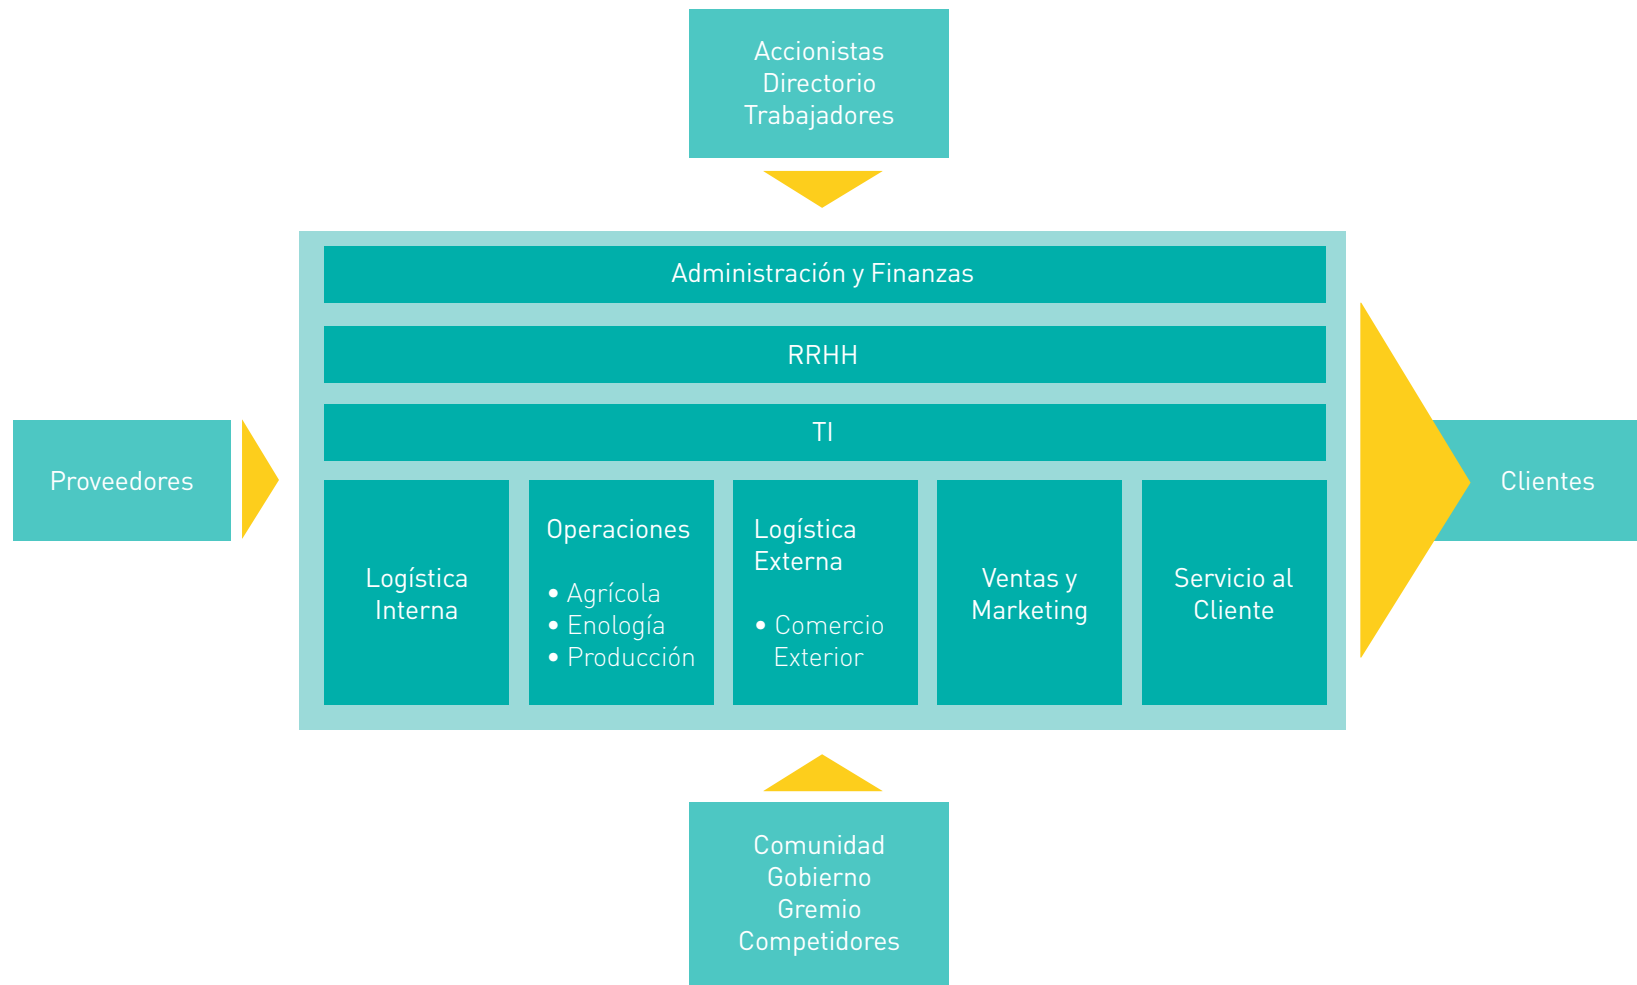 Accionistas
Directorio
Trabajadores
Administración y Finanzas
RRHH
TI
Proveedores
Clientes
Logística
Interna
Operaciones
• Agrícola
• Enología
• Producción
Logística
Externa
• Comercio
Exterior
Ventas y
Marketing
Servicio al
Cliente
Comunidad
Gobierno
Gremio
Competidores